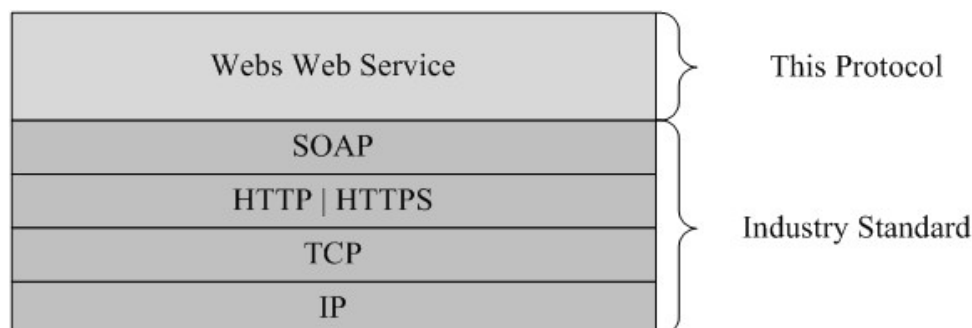 Webs Web Service
This Protocol
SOAP
HTTP | HTTPS
Industry Standard
TCP
IP